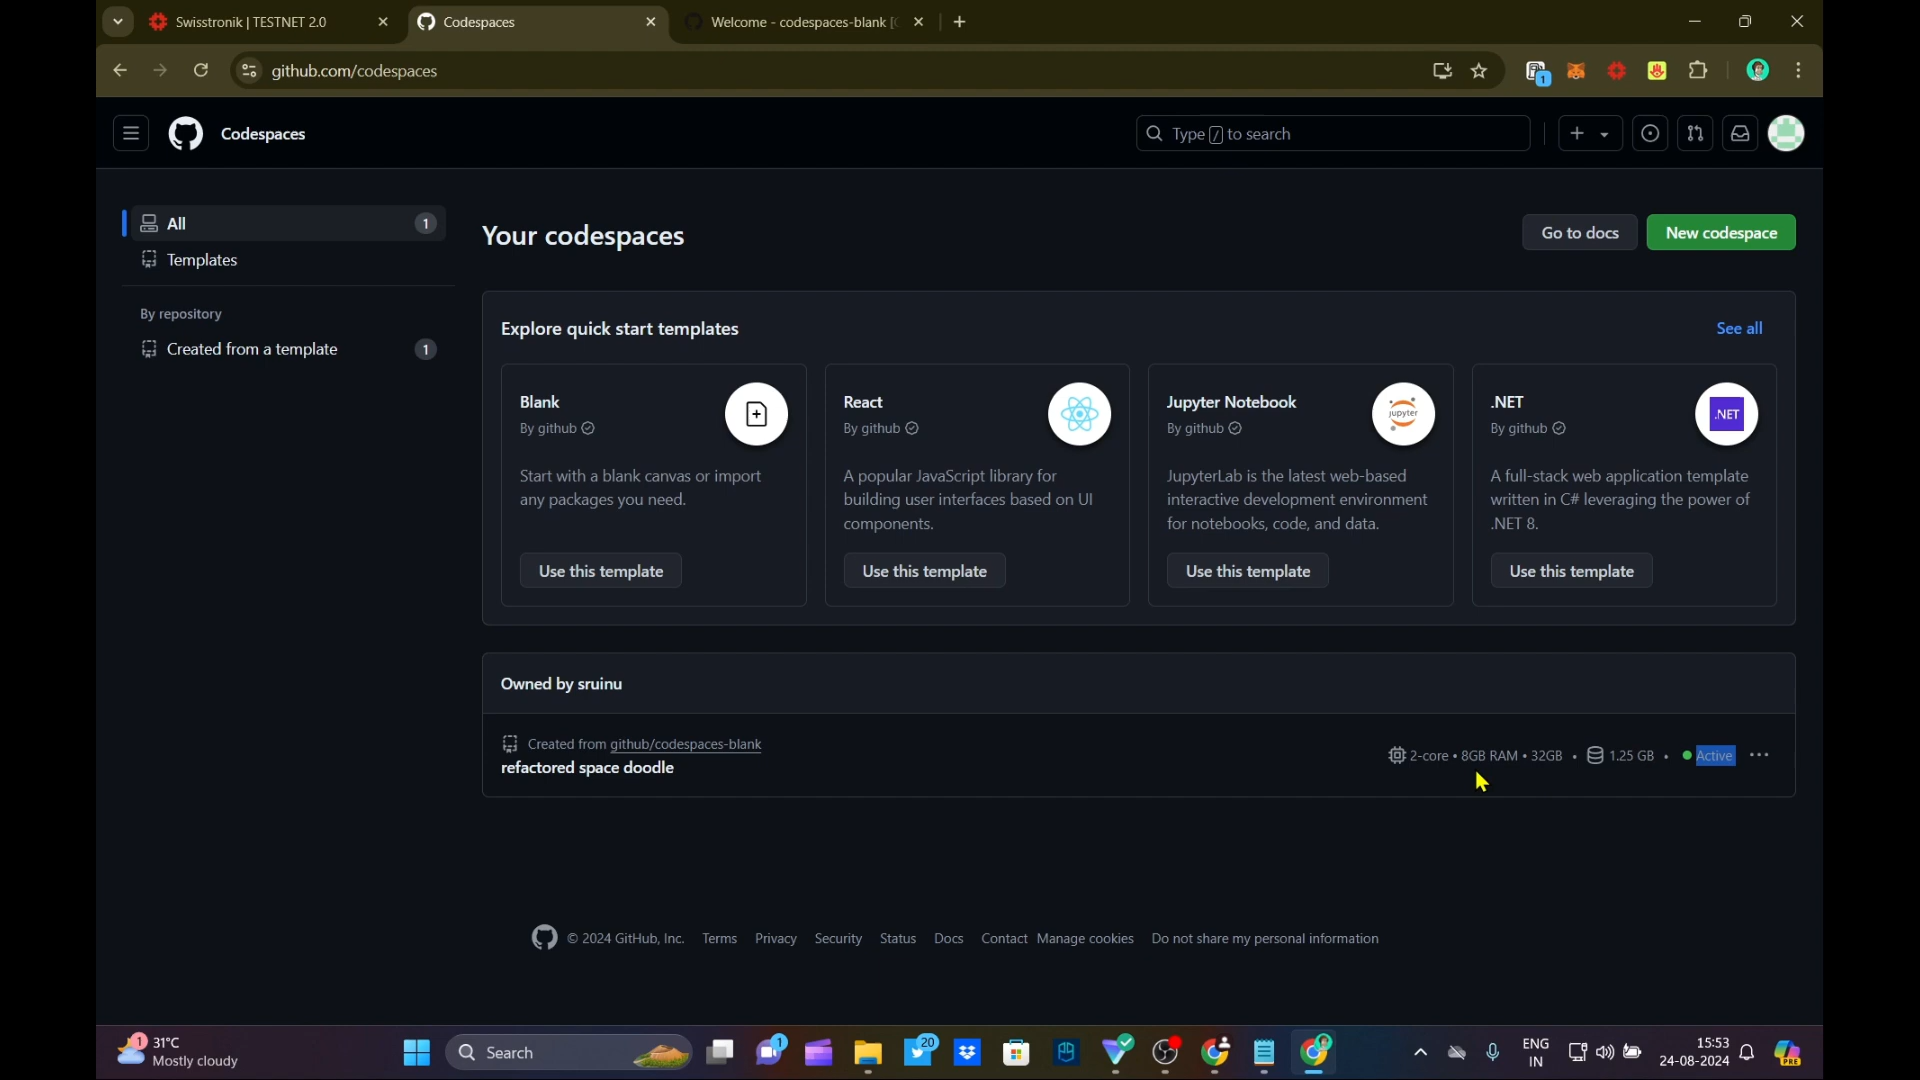 Swisstronik | TESTNET 2.0
Codespaces
Welcome - codespaces-blank [C
github.com/codespaces
1
Codespaces
Type / to search
All 1
Templates
By repository
Created from a template 1
Your codespaces
Go to docs
New codespace
Explore quick start templates
See all
Blank
By github
Start with a blank canvas or import
any packages you need.
Use this template
React
By github
A popular JavaScript library for
building user interfaces based on UI
components.
Use this template
Jupyter Notebook
By github
jupyter
JupyterLab is the latest web-based
interactive development environment
for notebooks, code, and data.
Use this template
.NET
By github
.NET
A full-stack web application template
written in C# leveraging the power of
.NET 8.
Use this template
Owned by sruinu
Created from github/codespaces-blank
refactored space doodle
2-core • 8GB RAM • 32GB • 1.25 GB • Active
© 2024 GitHub, Inc. Terms Privacy Security Status Docs Contact Manage cookies Do not share my personal information
1
31°C
Mostly cloudy
Search
1
20
ENG
IN
15:53
24-08-2024
PRE